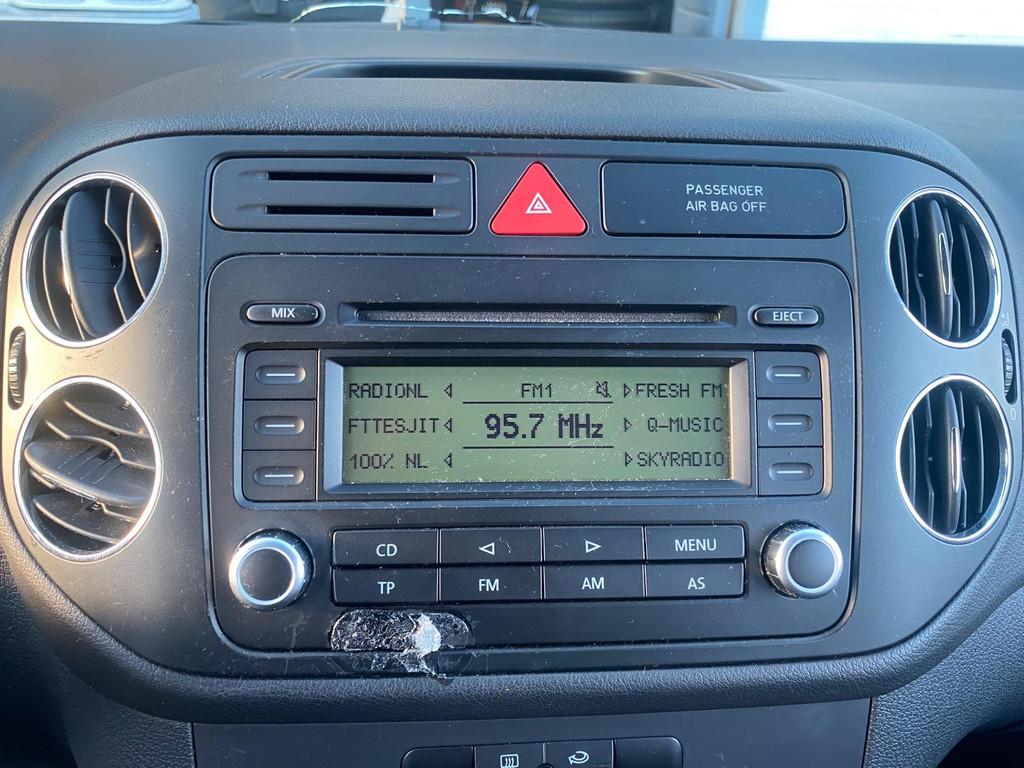 PASSENGER
AIR BAG OFF
MIX
EJECT
RADIONL FM1 FRESH FM
FTTESJIT 95.7 MHz Q-MUSIC
100% NL SKYRADIO
CD MENU
TP FM AM AS
0